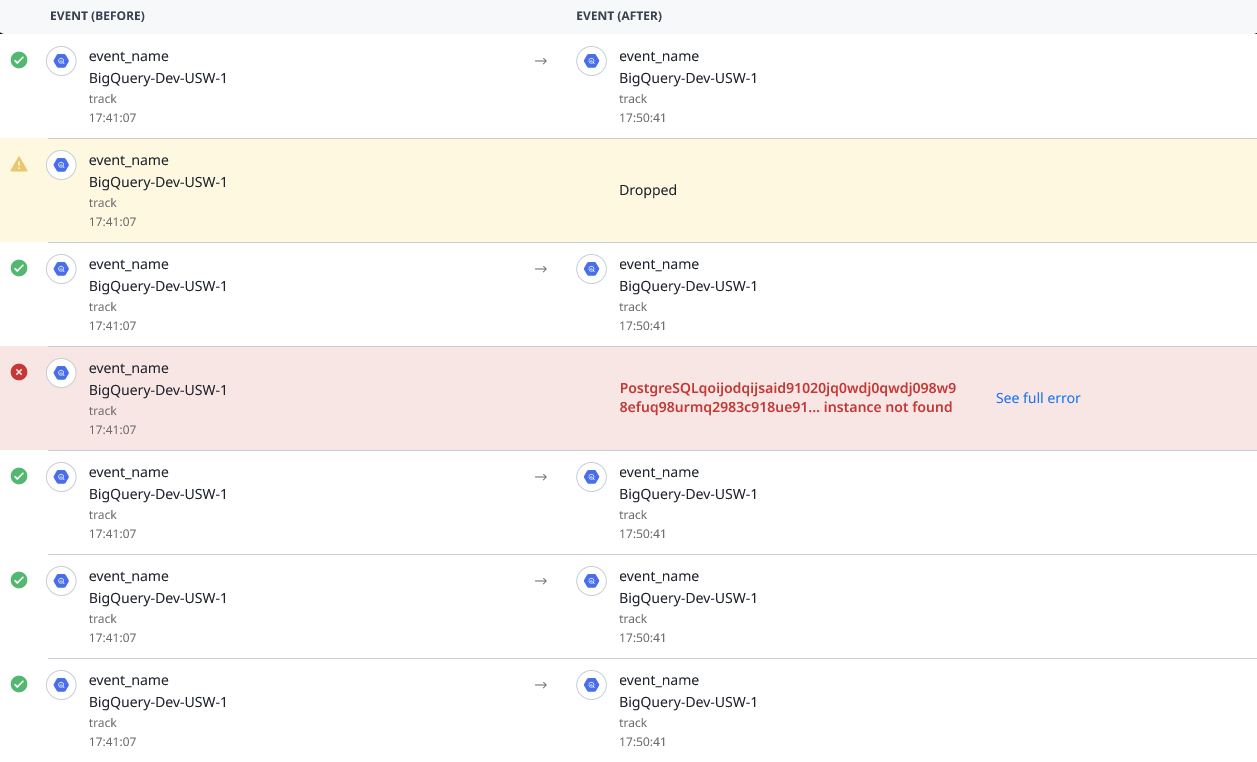 EVENT (BEFORE)
EVENT (AFTER)
event_name
BigQuery-Dev-USW-1
track
17:41:07
→
event_name
BigQuery-Dev-USW-1
track
17:50:41
event_name
BigQuery-Dev-USW-1
track
17:41:07
Dropped
event_name
BigQuery-Dev-USW-1
track
17:41:07
→
event_name
BigQuery-Dev-USW-1
track
17:50:41
event_name
BigQuery-Dev-USW-1
track
17:41:07
PostgreSQLqoijodqijsaid91020jq0wdj0qwdj098w9
8efuq98urmq2983c918ue91... instance not found
See full error
event_name
BigQuery-Dev-USW-1
track
17:41:07
→
event_name
BigQuery-Dev-USW-1
track
17:50:41
event_name
BigQuery-Dev-USW-1
track
17:41:07
→
event_name
BigQuery-Dev-USW-1
track
17:50:41
event_name
BigQuery-Dev-USW-1
track
17:41:07
→
event_name
BigQuery-Dev-USW-1
track
17:50:41